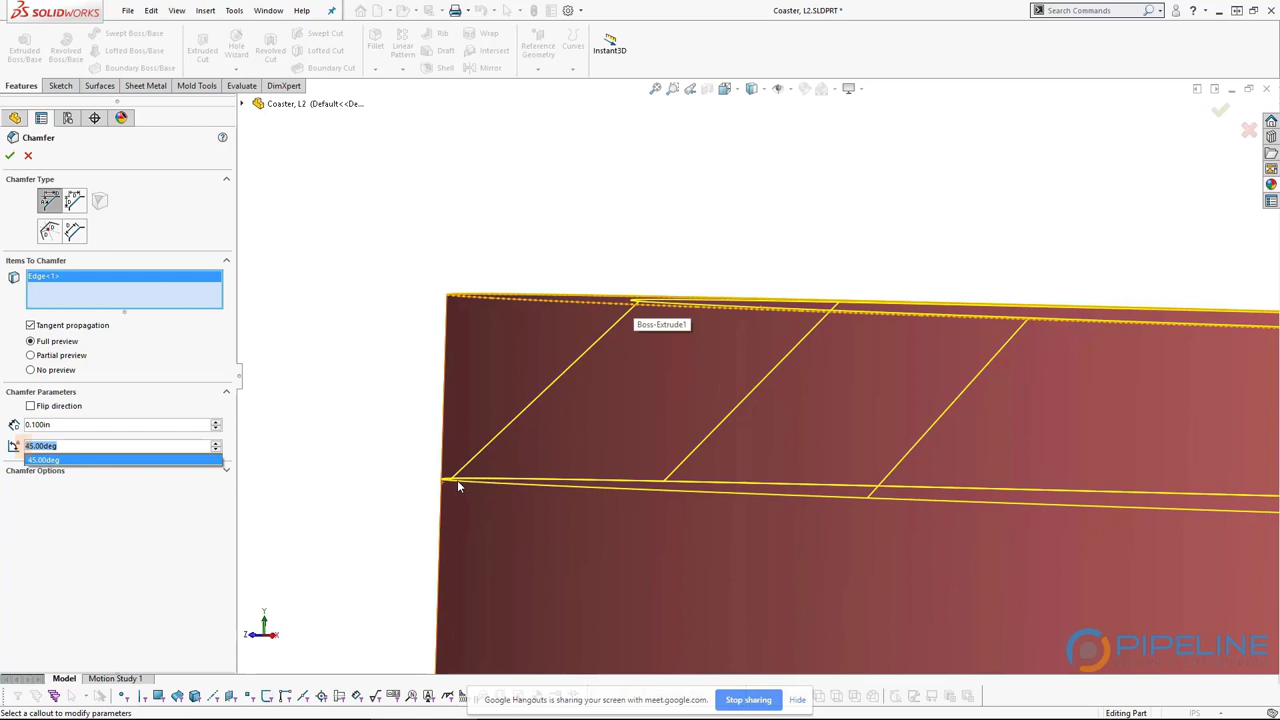 SOLIDWORKS File Edit View Insert Tools Window Help Coaster, L2.SLDPRT * Search Commands
Extruded Boss/Base
Revolved Boss/Base
Swept Boss/Base
Lofted Boss/Base
Boundary Boss/Base
Extruded Cut
Hole Wizard
Revolved Cut
Swept Cut
Lofted Cut
Boundary Cut
Fillet
Linear Pattern
Rib
Draft
Shell
Wrap
Intersect
Mirror
Reference Geometry
Curves
Instant3D
Features Sketch Surfaces Sheet Metal Mold Tools Evaluate DimXpert
Coaster, L2 (Default<<De...
Chamfer
Chamfer Type
Items To Chamfer
Edge<1>
Tangent propagation
Full preview
Partial preview
No preview
Chamfer Parameters
Flip direction
0.100in
45.00deg
45.00deg
Chamfer Options
Boss-Extrude1
Y
Z
X
PIPELINE
DESIGN & ENGINEERING
Model Motion Study 1
Google Hangouts is sharing your screen with meet.google.com. Stop sharing Hide
Select a callout to modify parameters Editing Part IPS